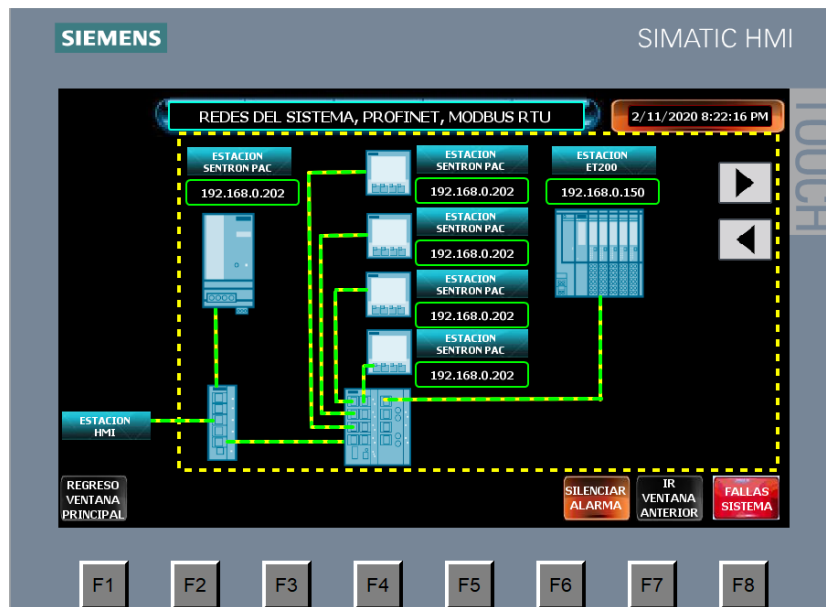 SIEMENS
SIMATIC HMI
TOUCH
REDES DEL SISTEMA, PROFINET, MODBUS RTU
2/11/2020 8:22:16 PM
ESTACION
SENTRON PAC
192.168.0.202
ESTACION
SENTRON PAC
192.168.0.202
ESTACION
ET200
192.168.0.150
ESTACION
SENTRON PAC
192.168.0.202
ESTACION
SENTRON PAC
192.168.0.202
ESTACION
SENTRON PAC
192.168.0.202
ESTACION
HMI
REGRESO
VENTANA
PRINCIPAL
SILENCIAR
ALARMA
IR
VENTANA
ANTERIOR
FALLAS
SISTEMA
F1
F2
F3
F4
F5
F6
F7
F8